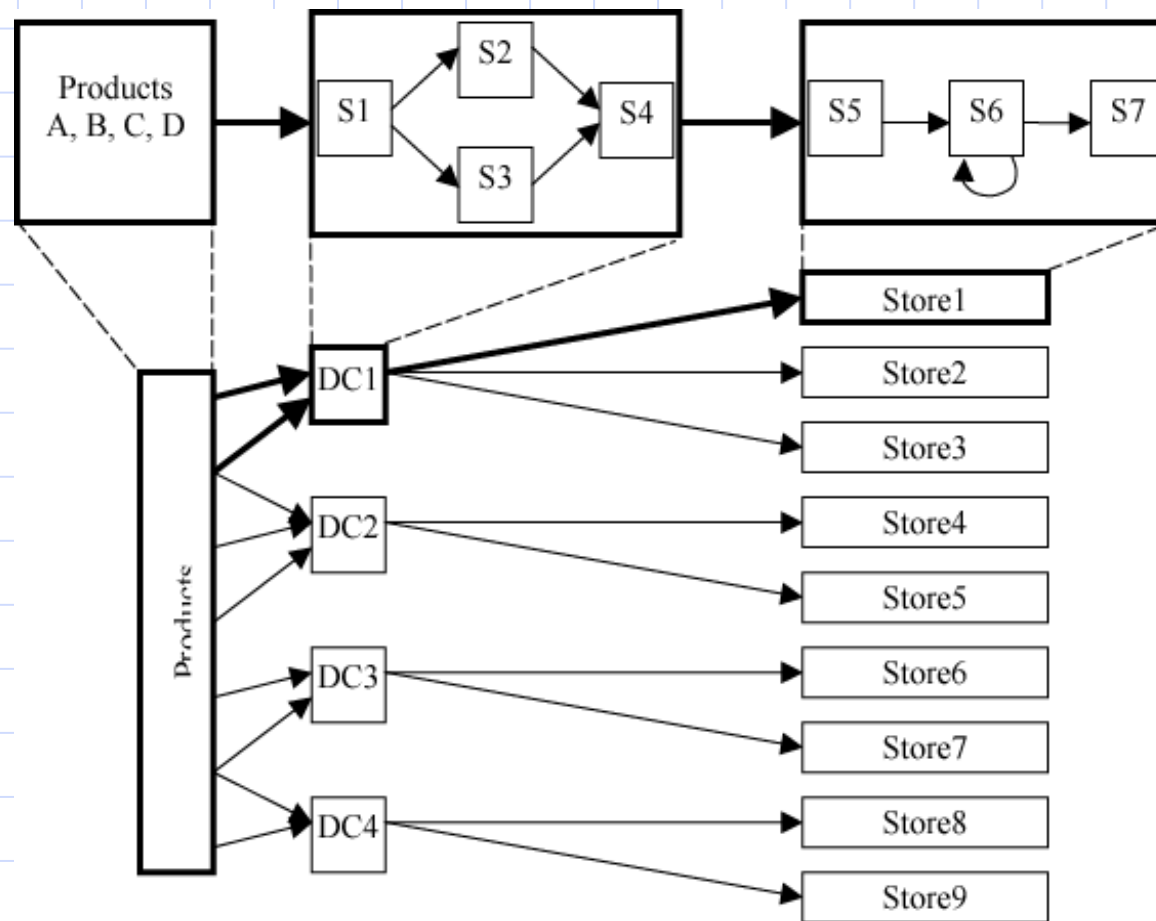 Products
A, B, C, D
S1
S2
S3
S4
S5
S6
S7
Store1
DC1
Store2
Store3
Products
DC2
Store4
Store5
DC3
Store6
Store7
DC4
Store8
Store9